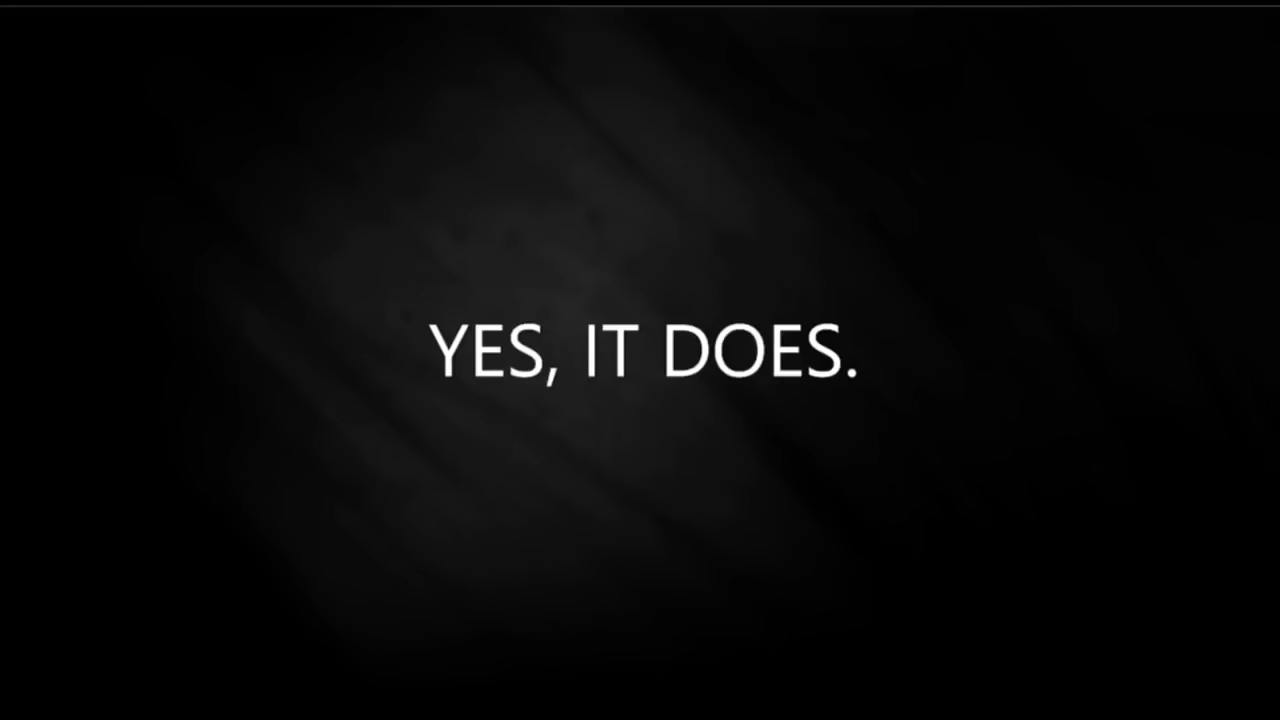 YES, IT DOES.